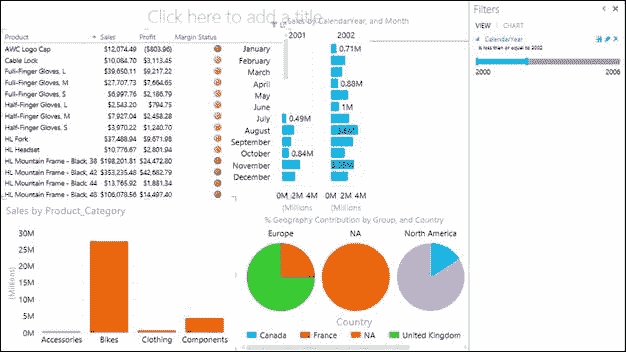 Click here to add a title
Product Sales Profit Margin Status
AWC Logo Cap $12,074.49 ($803.96)
Cable Lock $10,084.70 $3,113.45
Full-Finger Gloves, L $39,650.11 $9,217.22
Full-Finger Gloves, M $27,707.73 $7,664.65
Full-Finger Gloves, S $6,997.76 $2,186.79
Half-Finger Gloves, L $2,543.20 $794.75
Half-Finger Gloves, M $7,927.04 $2,458.28
Half-Finger Gloves, S $3,970.22 $1,240.70
HL Fork $37,488.94 $9,671.98
HL Headset $10,776.67 $2,801.94
HL Mountain Frame - Black, 38 $198,201.81 $24,472.80
HL Mountain Frame - Black, 42 $353,235.48 $42,682.79
HL Mountain Frame - Black, 44 $13,765.92 $1,881.34
HL Mountain Frame - Black, 48 $106,078.56 $14,497.40
Sales by CalendarYear, and Month
2001 2002
January 0.71M
February
March
April 0.88M
May
June 1M
July 0.49M
August
September
October 0.84M
November
December
0M 2M 4M 0M 2M 4M
(Millions (Millions
Sales by Product_Category
(Millions)
30M
25M
20M
15M
10M
5M
0M
Accessories Bikes Clothing Components
% Geography Contribution by Group, and Country
Europe NA North America
Country
Canada France NA United Kingdom
Filters
VIEW | CHART
CalendarYear
is less than or equal to 2002
2000 2006